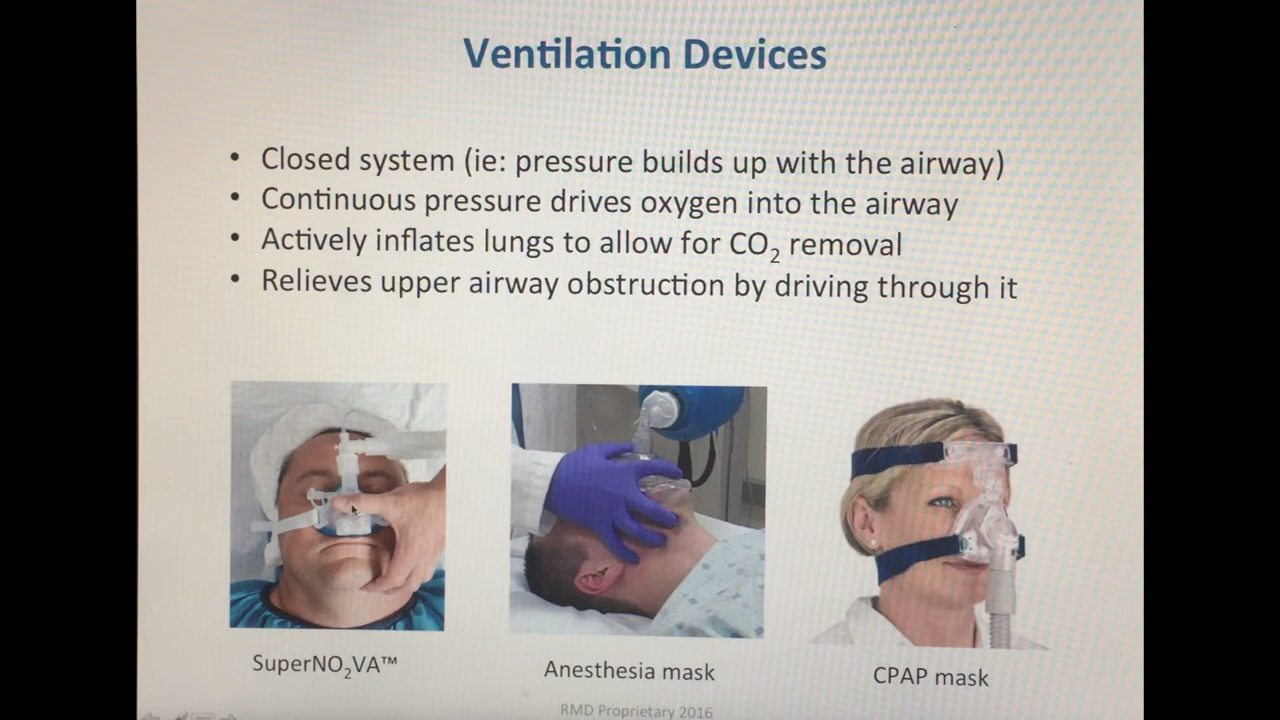 Ventilation Devices
• Closed system (ie: pressure builds up with the airway)
• Continuous pressure drives oxygen into the airway
• Actively inflates lungs to allow for CO₂ removal
• Relieves upper airway obstruction by driving through it
SuperNO₂VA™
Anesthesia mask
CPAP mask
RMD Proprietary 2016